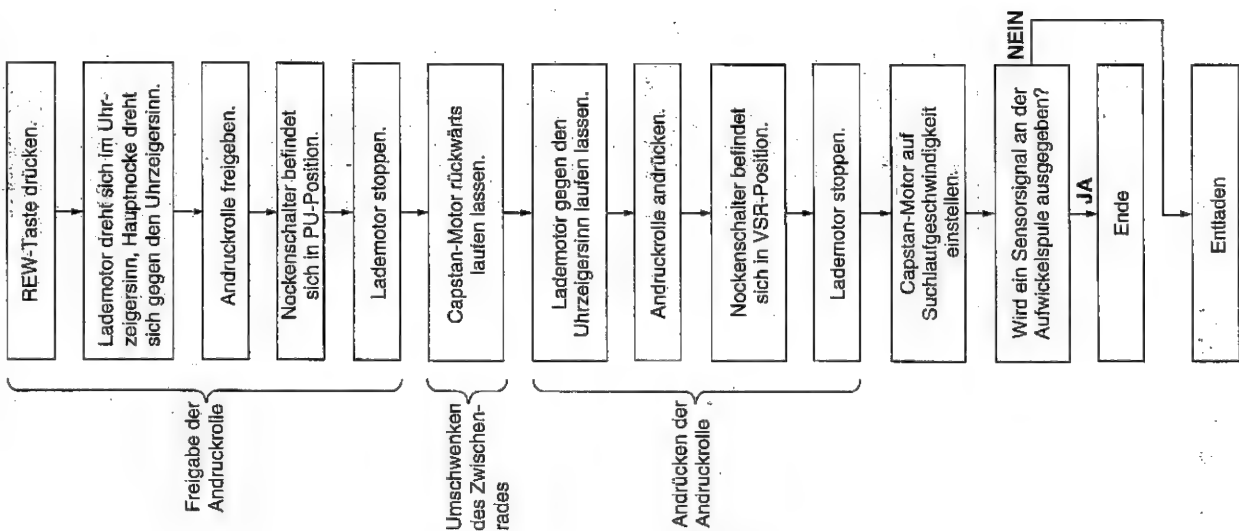 REW-Taste drücken.
Lademotor dreht sich im Uhr-
zeigersinn, Hauptnocke dreht
sich gegen den Uhrzeigersinn.
Andruckrolle freigeben.
Nockenschalter befindet
sich in PU-Position.
Lademotor stoppen.
Freigabe der
Andruckrolle
Capstan-Motor rückwärts
laufen lassen.
Umschwenken
des Zwischen-
rades
Lademotor gegen den
Uhrzeigersinn laufen lassen.
Andruckrolle andrücken.
Nockenschalter befindet
sich in VSR-Position.
Lademotor stoppen.
Andrücken der
Andruckrolle
Capstan-Motor auf
Suchlaufgeschwindigkeit
einstellen.
Wird ein Sensorsignal an der
Aufwickelspule ausgegeben?
NEIN
JA
Ende
Entladen